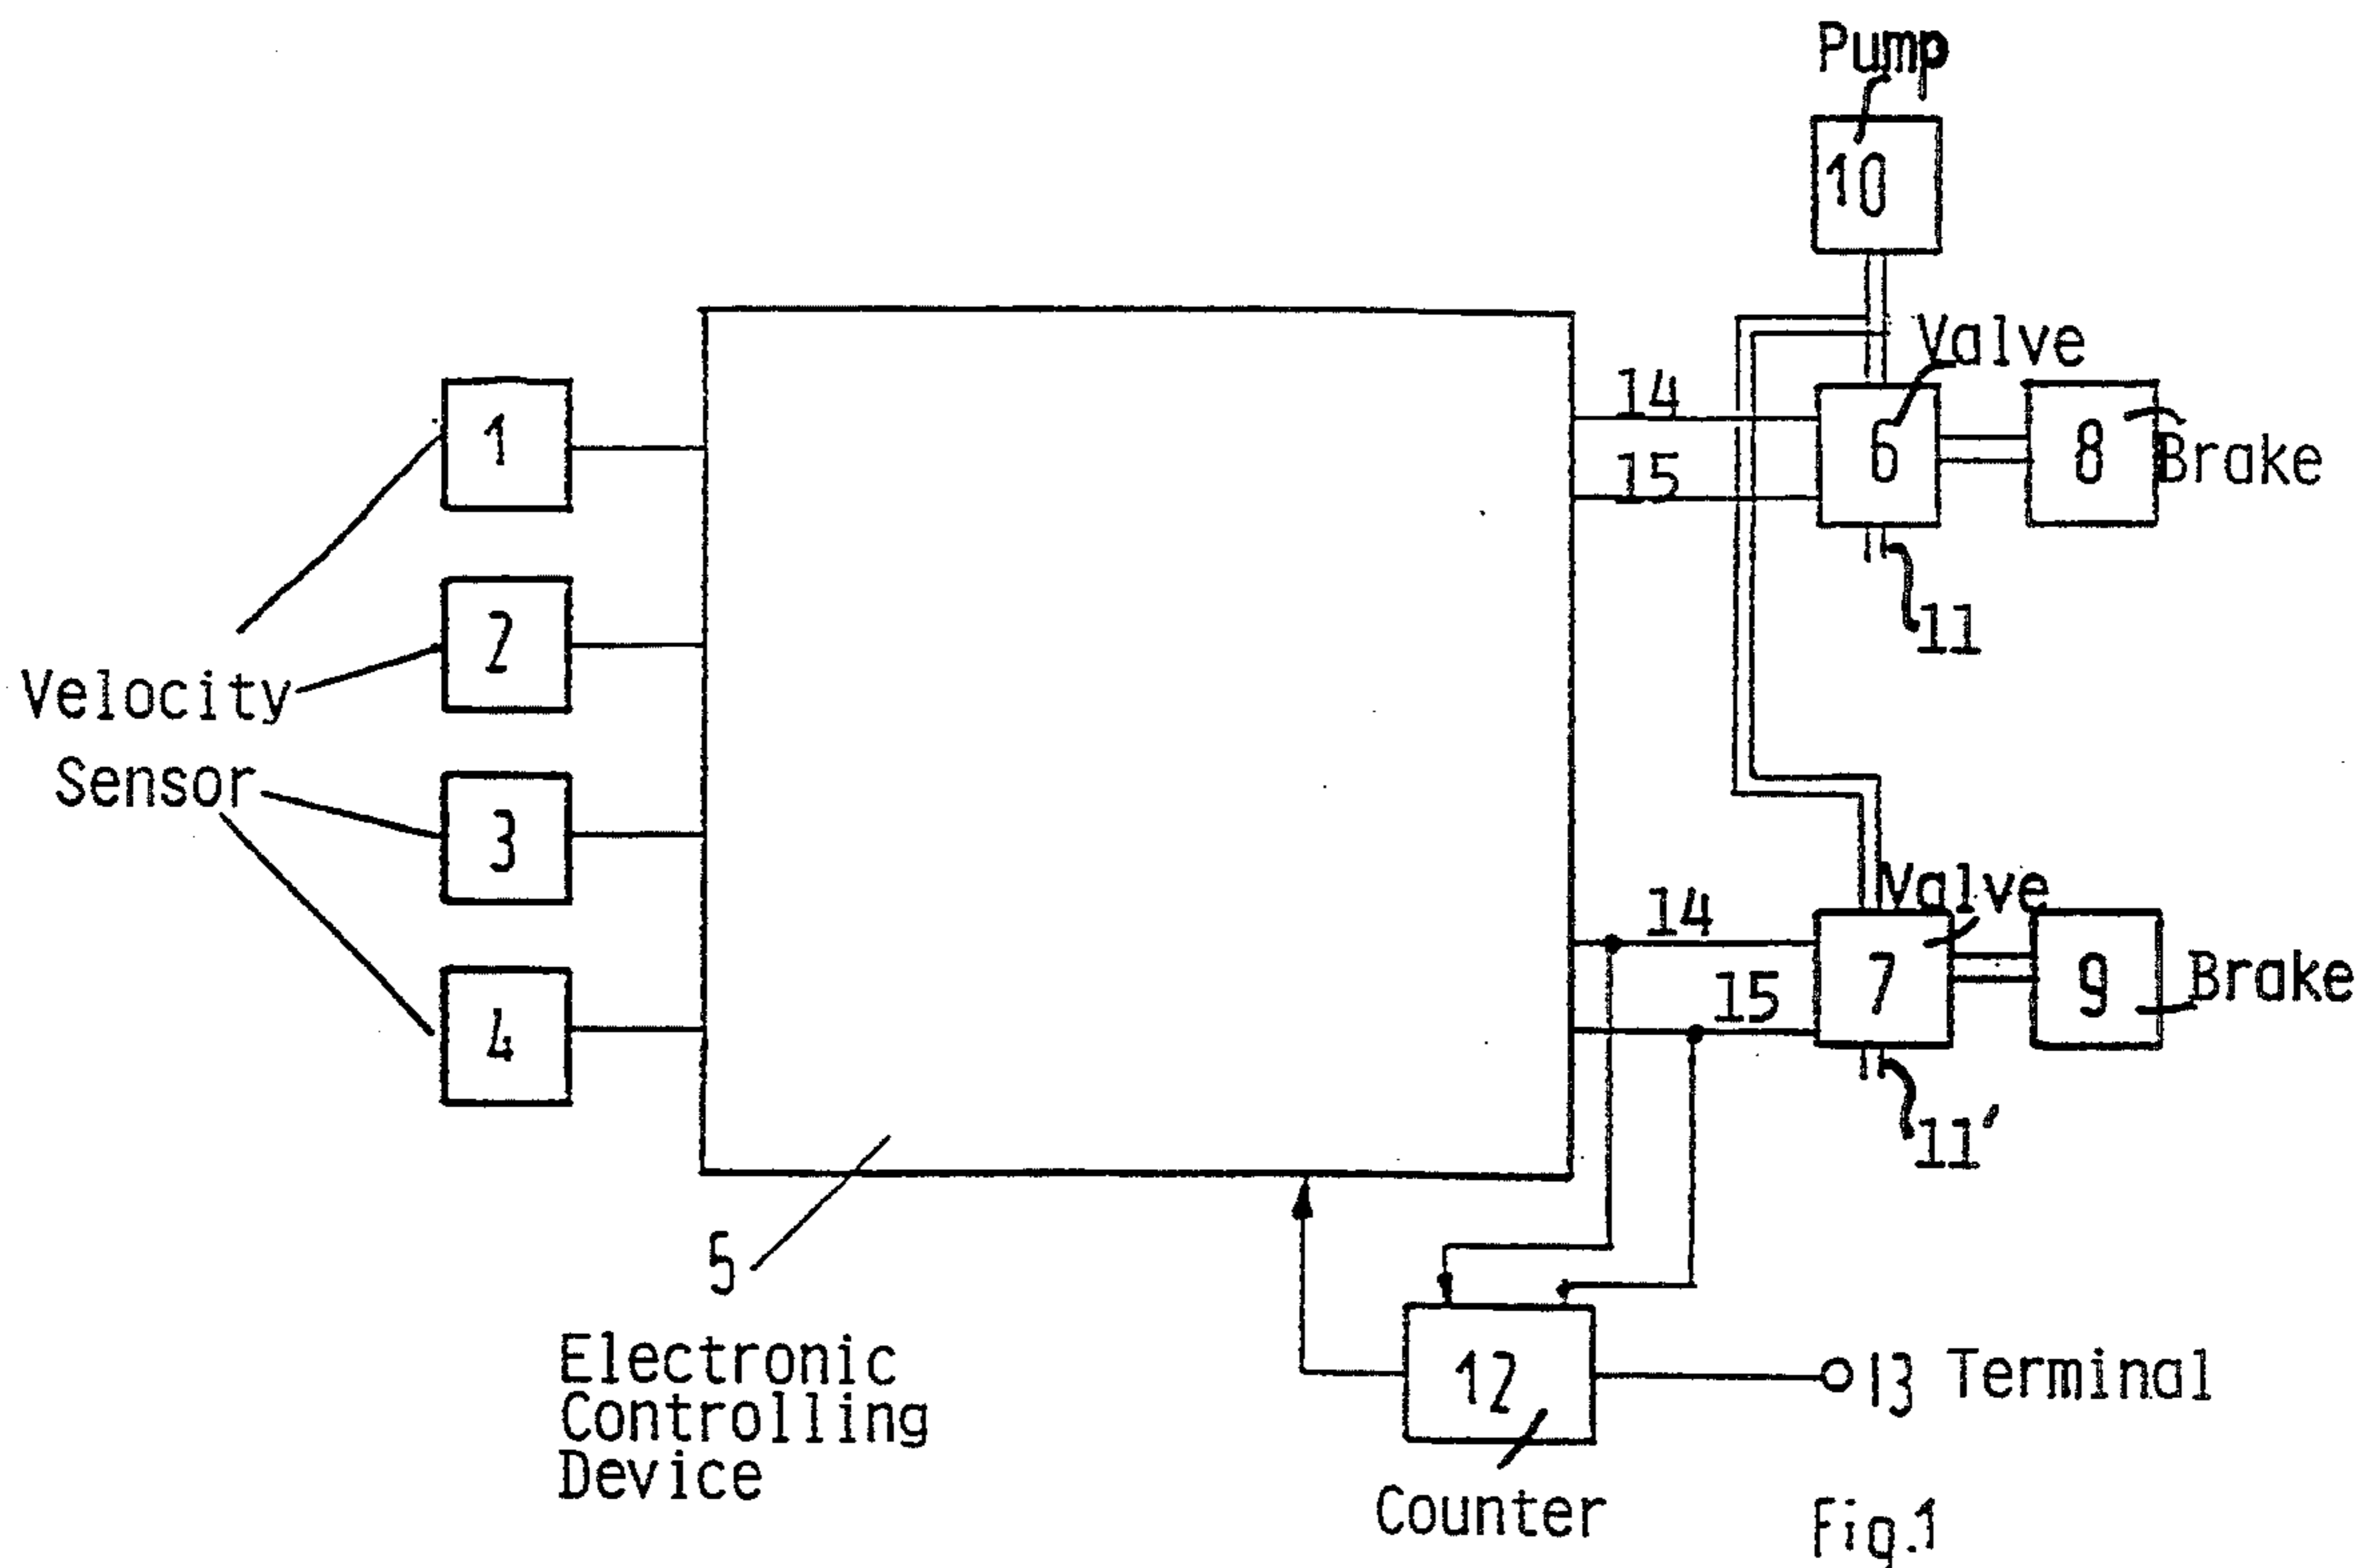 Pump
10
Valve
14
6
8
Brake
15
11
1
2
Velocity
Sensor
3
4
Valve
14
7
9
Brake
15
11'
5
Electronic
Controlling
Device
12
13 Terminal
Counter
Fig.1